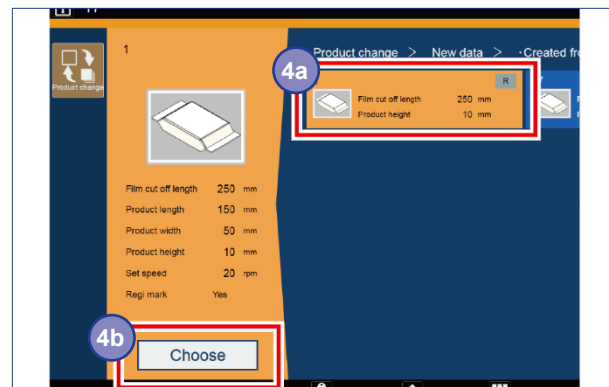 Product change
1
Film cut off length 250 mm
Product length 150 mm
Product width 50 mm
Product height 10 mm
Set speed 20 rpm
Regi mark Yes
4b
Choose
Product change > New data >
4a
R
Film cut off length 250 mm
Product height 10 mm